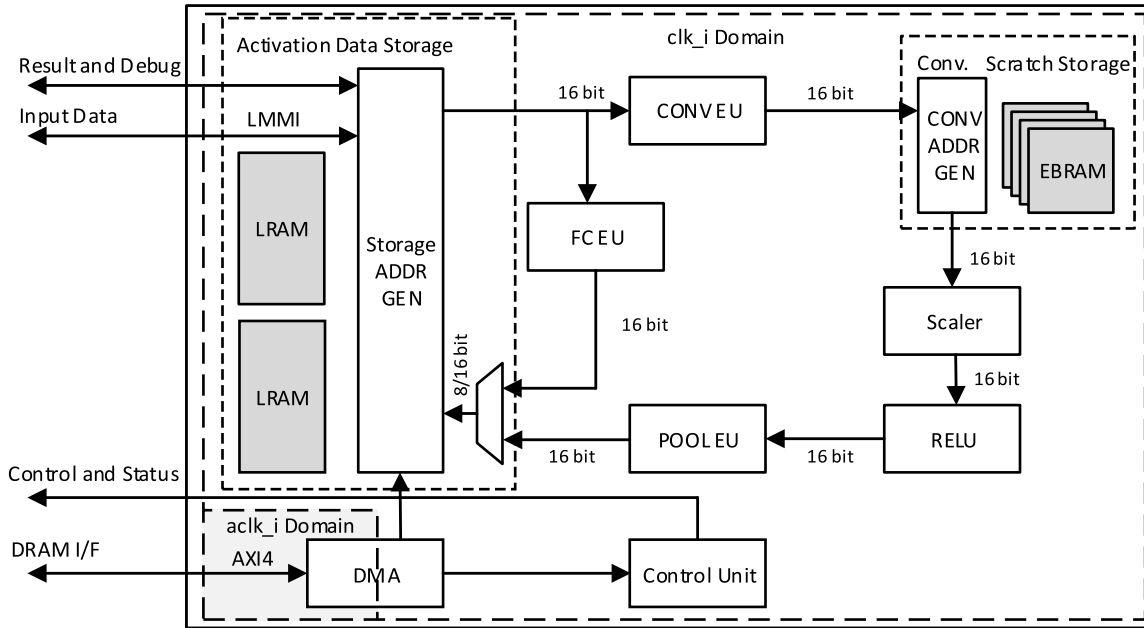 Activation Data Storage
clk_i Domain
Result and Debug
Conv. Scratch Storage
16 bit
CONV EU
16 bit
Input Data
LMMI
CONV
ADDR
GEN
EBRAM
LRAM
Storage
ADDR
GEN
FC EU
16 bit
16 bit
Scaler
8/16 bit
16 bit
LRAM
POOL EU
RELU
16 bit
16 bit
Control and Status
aclk_i Domain
DRAM I/F
AXI4
DMA
Control Unit